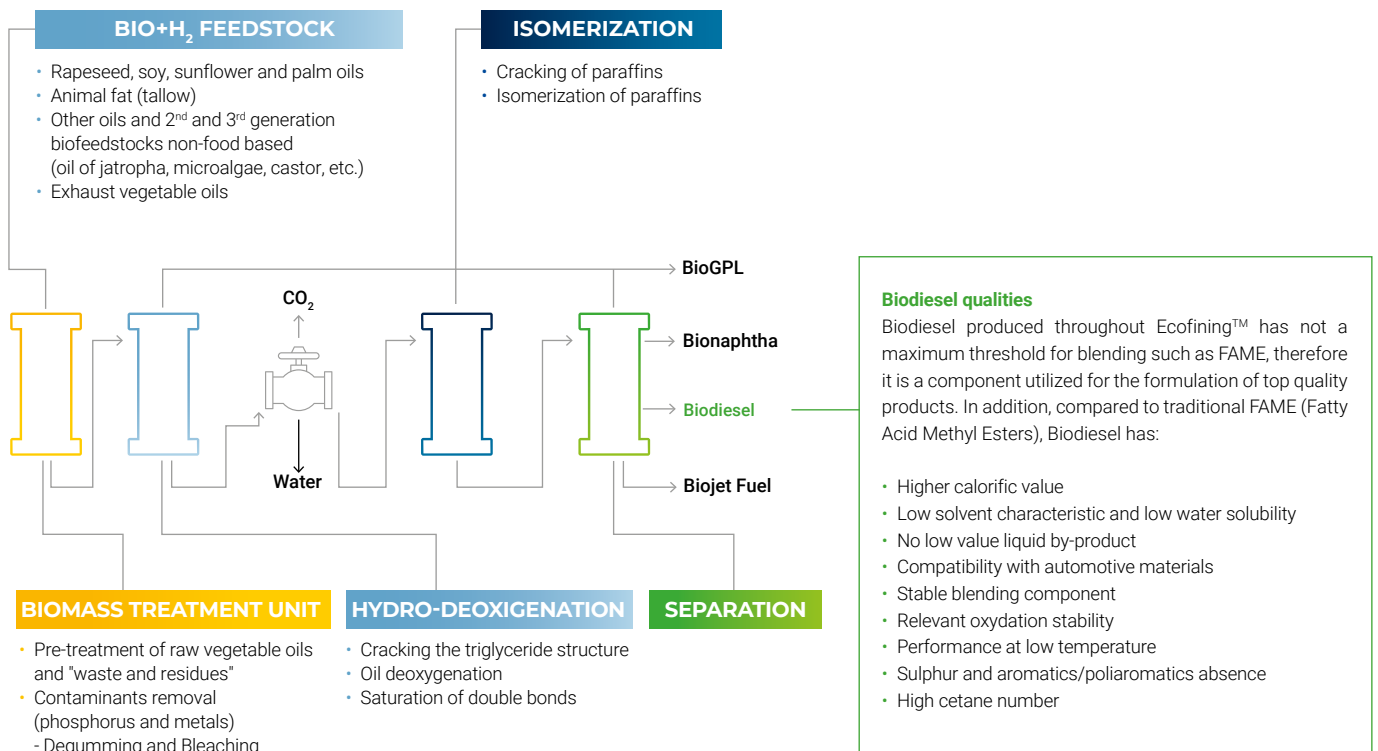 BIO+H₂ FEEDSTOCK
• Rapeseed, soy, sunflower and palm oils
• Animal fat (tallow)
• Other oils and 2nd and 3rd generation
biofeedstocks non-food based
(oil of jatropha, microalgae, castor, etc.)
• Exhaust vegetable oils
ISOMERIZATION
• Cracking of paraffins
• Isomerization of paraffins
CO₂
Water
BioGPL
Bionaphtha
Biodiesel
Biojet Fuel
Biodiesel qualities
Biodiesel produced throughout Ecofining™ has not a
maximum threshold for blending such as FAME, therefore
it is a component utilized for the formulation of top quality
products. In addition, compared to traditional FAME (Fatty
Acid Methyl Esters), Biodiesel has:
• Higher calorific value
• Low solvent characteristic and low water solubility
• No low value liquid by-product
• Compatibility with automotive materials
• Stable blending component
• Relevant oxydation stability
• Performance at low temperature
• Sulphur and aromatics/poliaromatics absence
• High cetane number
BIOMASS TREATMENT UNIT
• Pre-treatment of raw vegetable oils
and "waste and residues"
• Contaminants removal
(phosphorus and metals)
- Degumming and Bleaching
HYDRO-DEOXIGENATION
• Cracking the triglyceride structure
• Oil deoxygenation
• Saturation of double bonds
SEPARATION